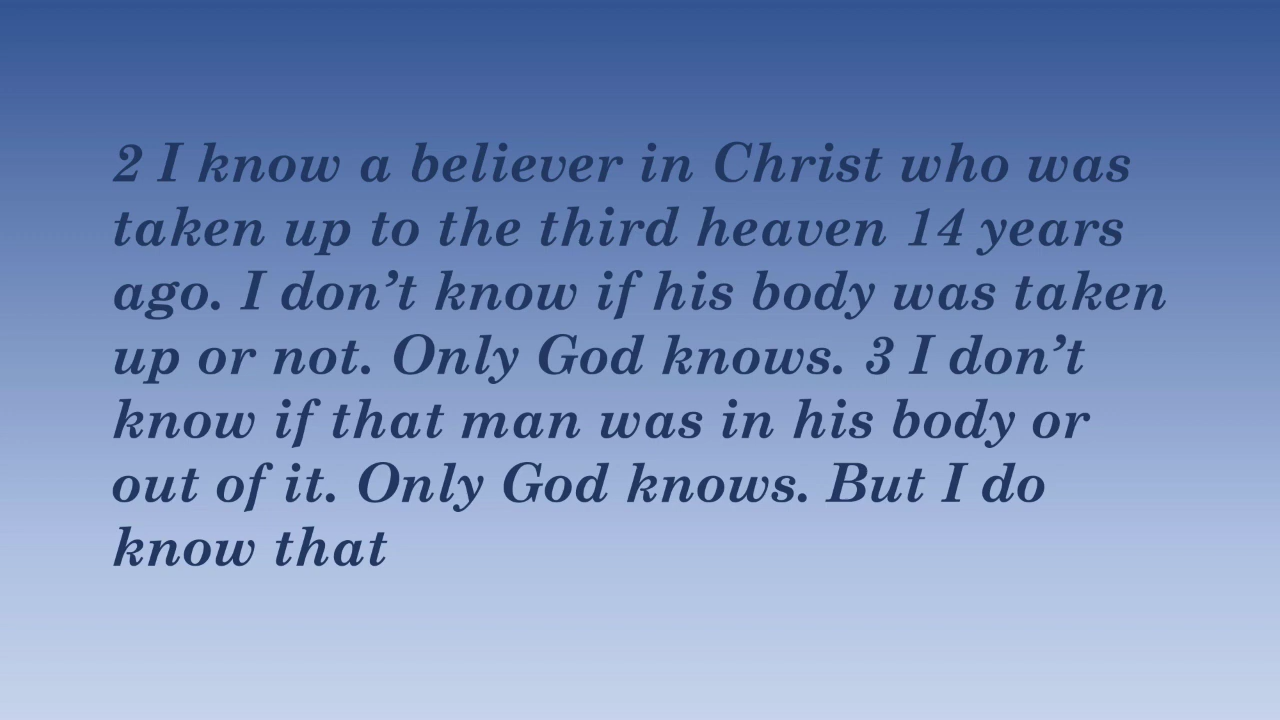 2 I know a believer in Christ who was
taken up to the third heaven 14 years
ago. I don’t know if his body was taken
up or not. Only God knows. 3 I don’t
know if that man was in his body or
out of it. Only God knows. But I do
know that